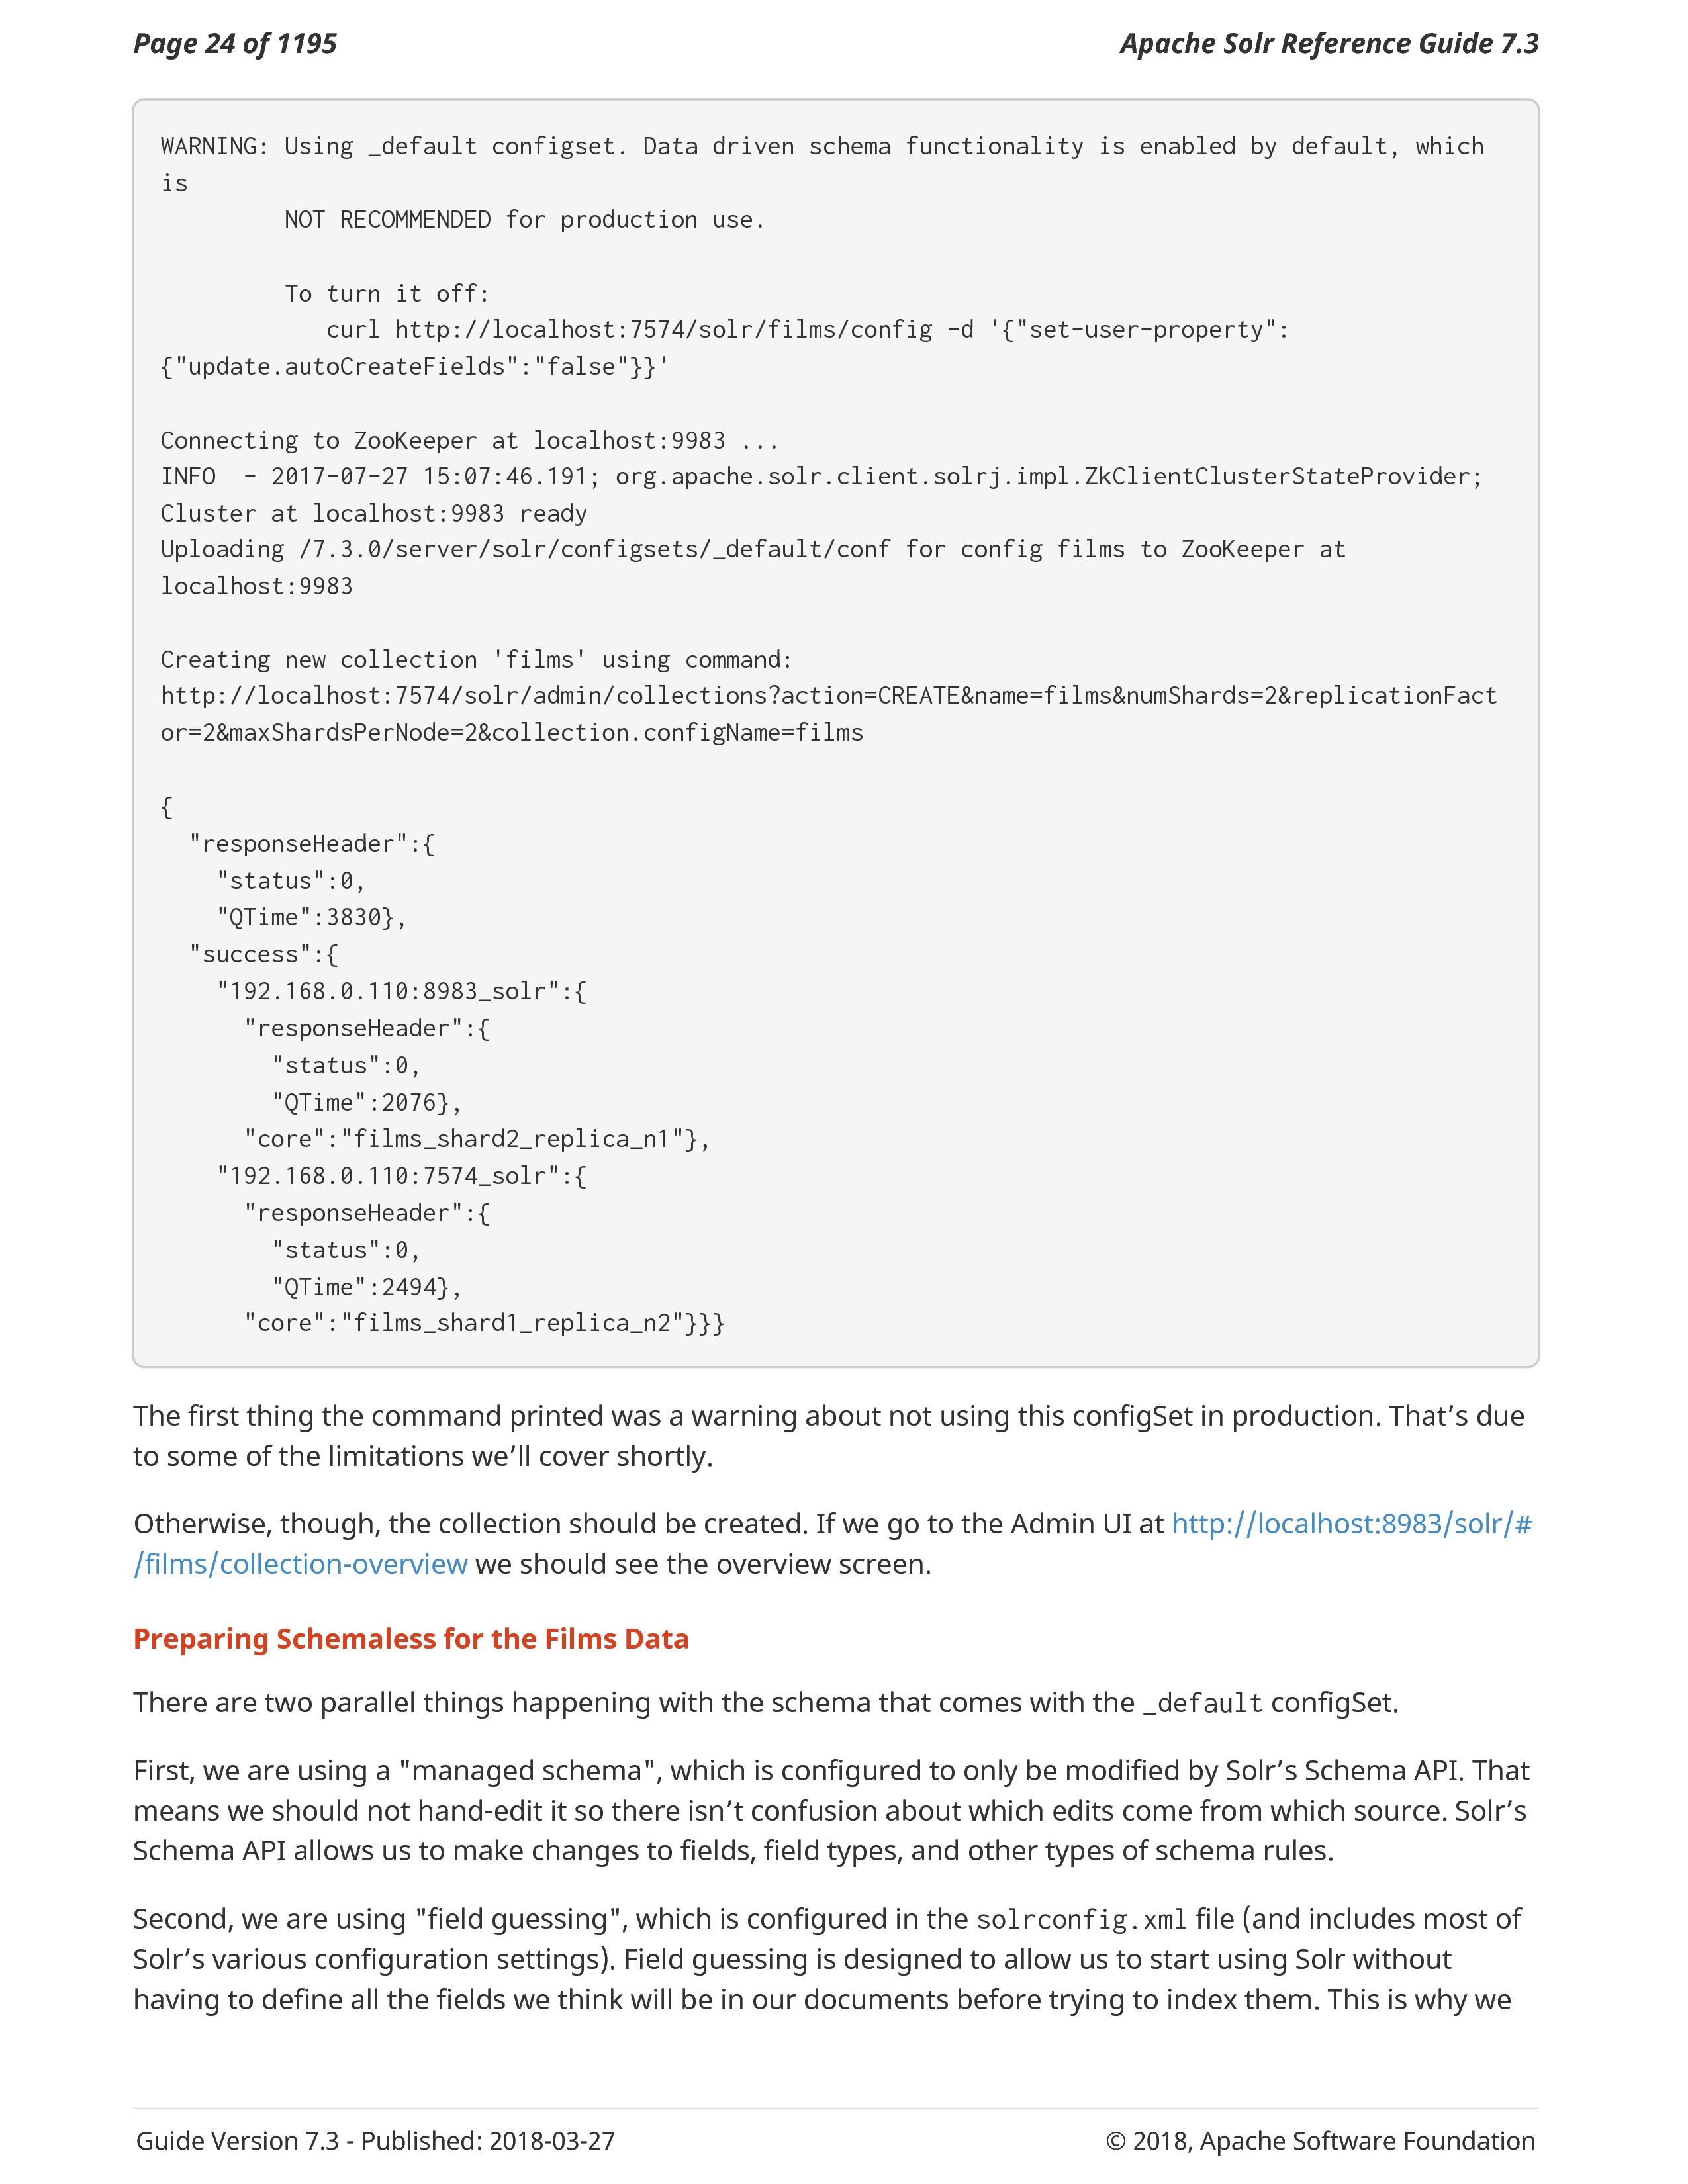 Page 24 of 1195
Apache Solr Reference Guide 7.3
WARNING: Using _default configset. Data driven schema functionality is enabled by default, which
is
         NOT RECOMMENDED for production use.

         To turn it off:
            curl http://localhost:7574/solr/films/config -d '{"set-user-property":
{"update.autoCreateFields":"false"}}'

Connecting to ZooKeeper at localhost:9983 ...
INFO  - 2017-07-27 15:07:46.191; org.apache.solr.client.solrj.impl.ZkClientClusterStateProvider;
Cluster at localhost:9983 ready
Uploading /7.3.0/server/solr/configsets/_default/conf for config films to ZooKeeper at
localhost:9983

Creating new collection 'films' using command:
http://localhost:7574/solr/admin/collections?action=CREATE&name=films&numShards=2&replicationFact
or=2&maxShardsPerNode=2&collection.configName=films

{
  "responseHeader":{
    "status":0,
    "QTime":3830},
  "success":{
    "192.168.0.110:8983_solr":{
      "responseHeader":{
        "status":0,
        "QTime":2076},
      "core":"films_shard2_replica_n1"},
    "192.168.0.110:7574_solr":{
      "responseHeader":{
        "status":0,
        "QTime":2494},
      "core":"films_shard1_replica_n2"}}}
The first thing the command printed was a warning about not using this configSet in production. That’s due
to some of the limitations we’ll cover shortly.
Otherwise, though, the collection should be created. If we go to the Admin UI at http://localhost:8983/solr/#
/films/collection-overview we should see the overview screen.
Preparing Schemaless for the Films Data
There are two parallel things happening with the schema that comes with the _default configSet.
First, we are using a "managed schema", which is configured to only be modified by Solr’s Schema API. That
means we should not hand-edit it so there isn’t confusion about which edits come from which source. Solr’s
Schema API allows us to make changes to fields, field types, and other types of schema rules.
Second, we are using "field guessing", which is configured in the solrconfig.xml file (and includes most of
Solr’s various configuration settings). Field guessing is designed to allow us to start using Solr without
having to define all the fields we think will be in our documents before trying to index them. This is why we
Guide Version 7.3 - Published: 2018-03-27
© 2018, Apache Software Foundation